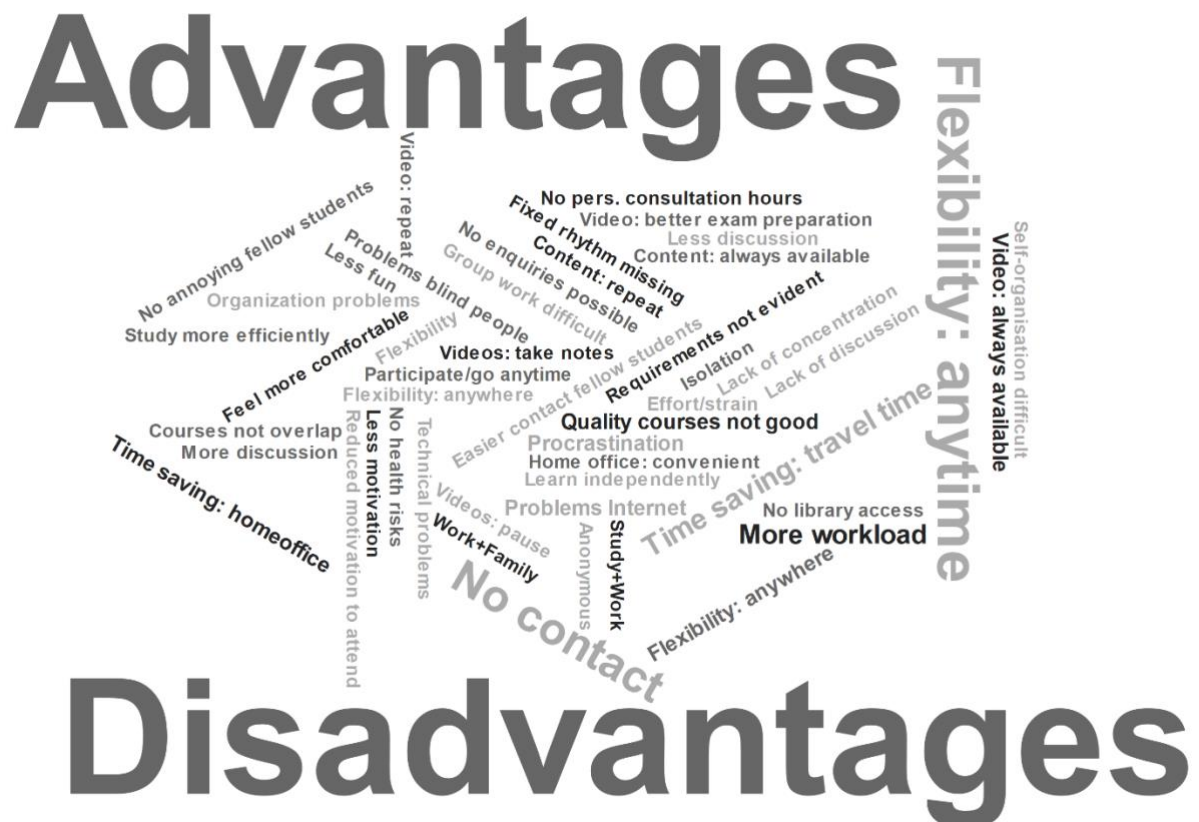 Advantages
Flexibility: anytime
Video: repeat
No annoying fellow students
No pers. consultation hours
Fixed rhythm missing
Video: better exam preparation
Less discussion
Content: always available
No enquiries possible
Content: repeat
Group work difficult
Problems blind people
Less fun
Organization problems
Study more efficiently
Feel more comfortable
Flexibility
Videos: take notes
Participate/go anytime
Flexibility: anywhere
Easier contact fellow students
Requirements not evident
Isolation
Lack of concentration
Lack of discussion
Effort/strain
Self-organisation difficult
Video: always available
Quality courses not good
Procrastination
Home office: convenient
Learn independently
Problems Internet
Time saving: travel time
Courses not overlap
More discussion
Time saving: homeoffice
Reduced motivation to attend
Less motivation
No health risks
Technical problems
Videos: pause
Work+Family
Anonymous
Study+Work
No library access
More workload
Flexibility: anywhere
No contact
Disadvantages